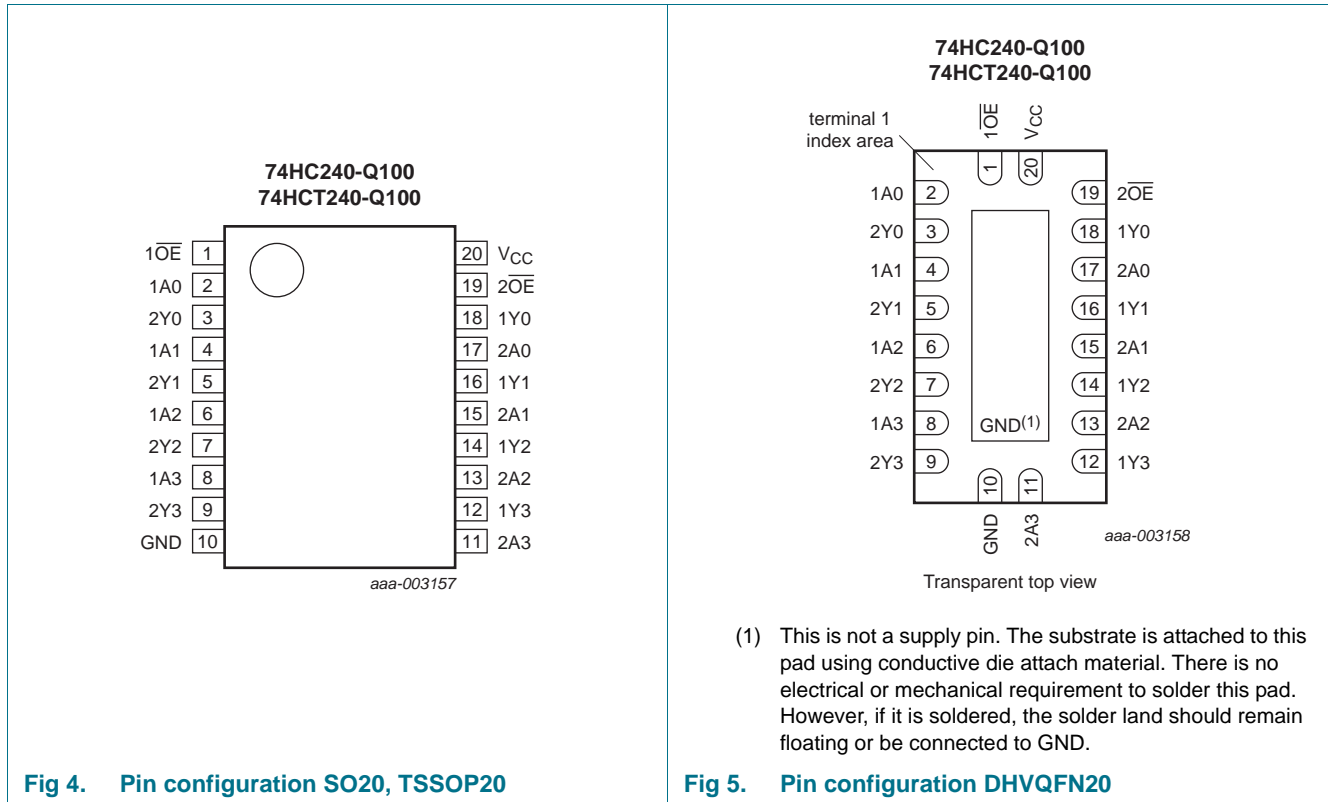 74HC240-Q100
74HCT240-Q100
1OE 1
1A0 2
2Y0 3
1A1 4
2Y1 5
1A2 6
2Y2 7
1A3 8
2Y3 9
GND 10
20 VCC
19 2OE
18 1Y0
17 2A0
16 1Y1
15 2A1
14 1Y2
13 2A2
12 1Y3
11 2A3
aaa-003157
Fig 4. Pin configuration SO20, TSSOP20
74HC240-Q100
74HCT240-Q100
terminal 1
index area
1OE
VCC
1
20
1A0 2
2Y0 3
1A1 4
2Y1 5
1A2 6
2Y2 7
1A3 8
2Y3 9
19 2OE
18 1Y0
17 2A0
16 1Y1
15 2A1
14 1Y2
13 2A2
12 1Y3
GND(1)
10
11
GND
2A3
aaa-003158
Transparent top view
(1) This is not a supply pin. The substrate is attached to this
pad using conductive die attach material. There is no
electrical or mechanical requirement to solder this pad.
However, if it is soldered, the solder land should remain
floating or be connected to GND.
Fig 5. Pin configuration DHVQFN20